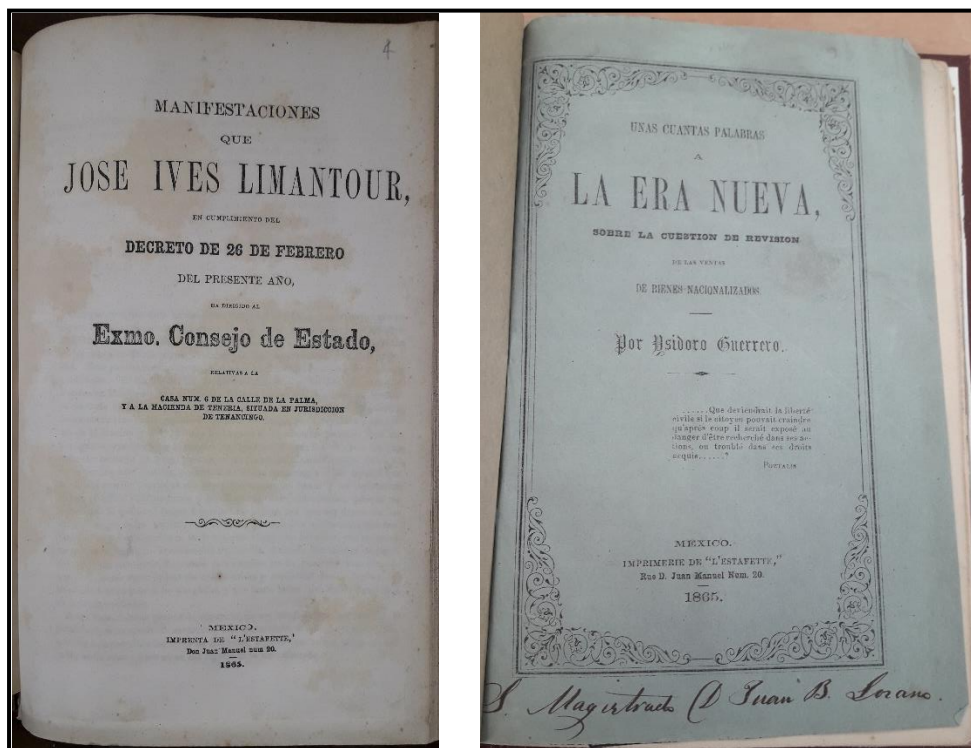 4
MANIFESTACIONES
QUE
JOSE IVES LIMANTOUR,
EN CUMPLIMIENTO DEL
DECRETO DE 26 DE FEBRERO
DEL PRESENTE AÑO,
HA DIRIGIDO AL
Exmo. Consejo de Estado,
RELATIVAS A LA
CASA NUM. 6 DE LA CALLE DE LA PALMA,
Y A LA HACIENDA DE TENERIA, SITUADA EN JURISDICCION
DE TENANCINGO.
MEXICO.
IMPRENTA DE "L'ESTAFETTE,"
Don Juan Manuel num 20.
1865.
UNAS CUANTAS PALABRAS
A
LA ERA NUEVA,
SOBRE LA CUESTION DE REVISION
DE LAS VENTAS
DE BIENES NACIONALIZADOS.
Por Ysidoro Guerrero.
......Que deviendrait la liberté
civile si le citoyen pouvait craindre
qu'après coup il serait exposé au
danger d'être recherché dans ses ac-
tions, ou troublé dans ses droits
acquis......"
PORTALIS
MEXICO.
IMPRIMERIE DE "L'ESTAFETTE,"
Rue D. Juan Manuel Num. 20.
1865.
S. Magistrado D Juan B. Lozano.